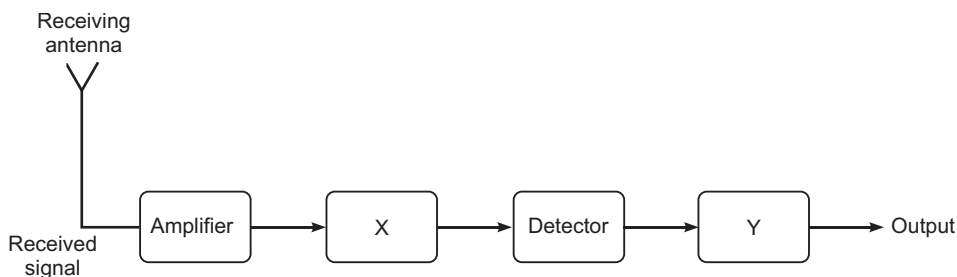 Receiving
antenna
Received
signal
Amplifier
X
Detector
Y
Output